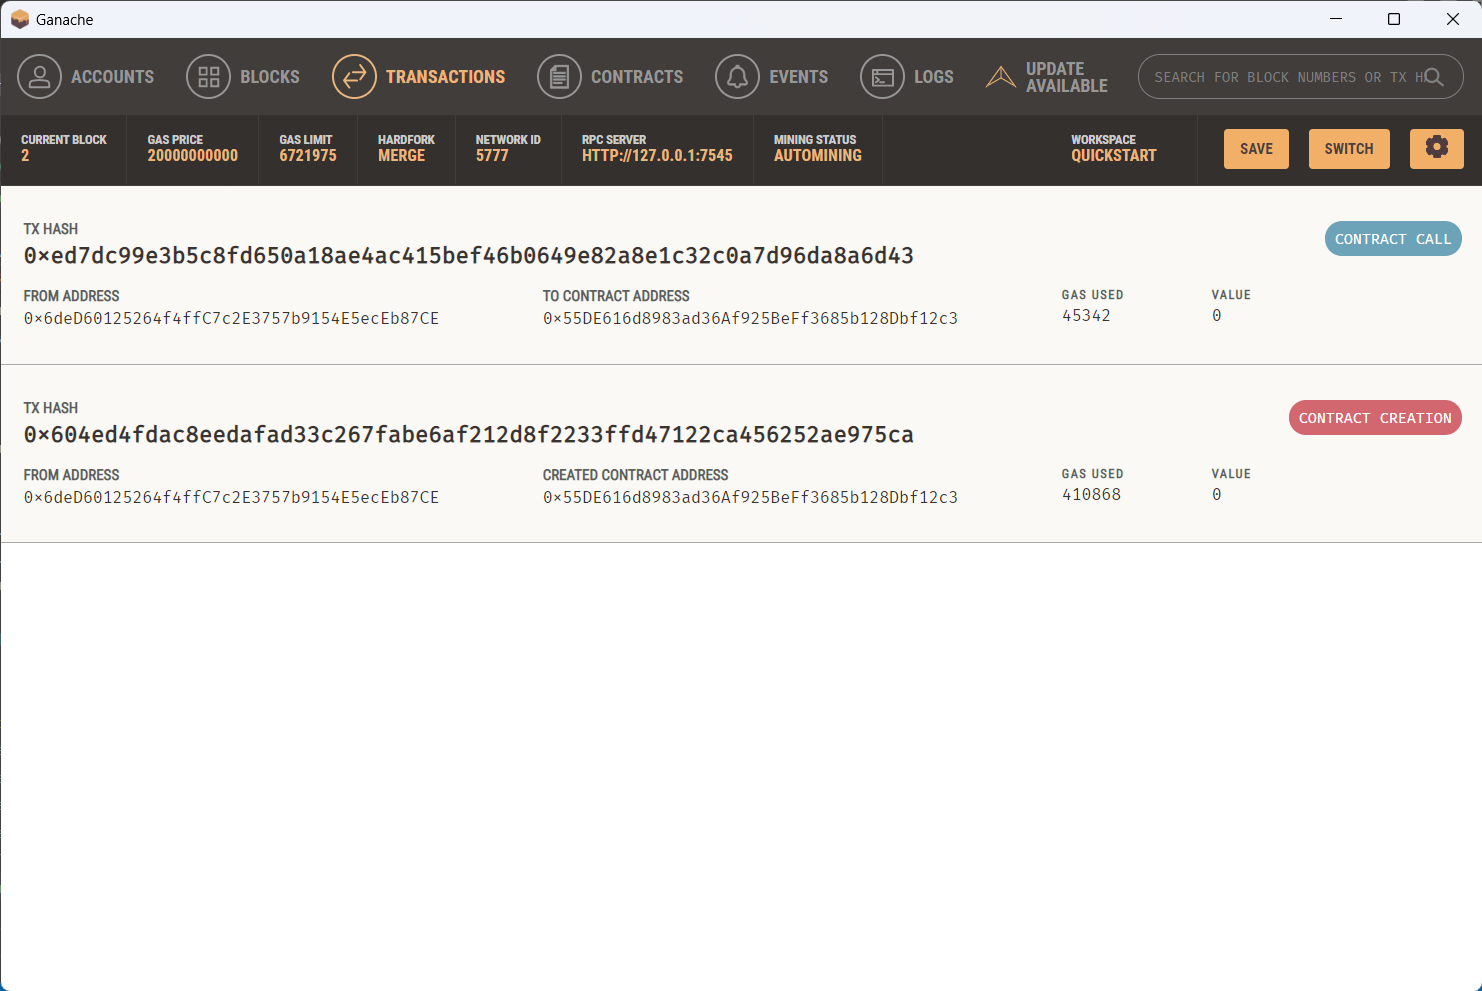 Ganache
ACCOUNTS BLOCKS TRANSACTIONS CONTRACTS EVENTS LOGS UPDATE AVAILABLE SEARCH FOR BLOCK NUMBERS OR TX H
CURRENT BLOCK GAS PRICE GAS LIMIT HARDFORK NETWORK ID RPC SERVER MINING STATUS WORKSPACE
2 20000000000 6721975 MERGE 5777 HTTP://127.0.0.1:7545 AUTOMINING QUICKSTART SAVE SWITCH
TX HASH
0×ed7dc99e3b5c8fd650a18ae4ac415bef46b0649e82a8e1c32c0a7d96da8a6d43 CONTRACT CALL
FROM ADDRESS TO CONTRACT ADDRESS GAS USED VALUE
0×6deD60125264f4ffC7c2E3757b9154E5ecEb87CE 0×55DE616d8983ad36Af925BeFf3685b128Dbf12c3 45342 0
TX HASH
0×604ed4fdac8eedafad33c267fabe6af212d8f2233ffd47122ca456252ae975ca CONTRACT CREATION
FROM ADDRESS CREATED CONTRACT ADDRESS GAS USED VALUE
0×6deD60125264f4ffC7c2E3757b9154E5ecEb87CE 0×55DE616d8983ad36Af925BeFf3685b128Dbf12c3 410868 0